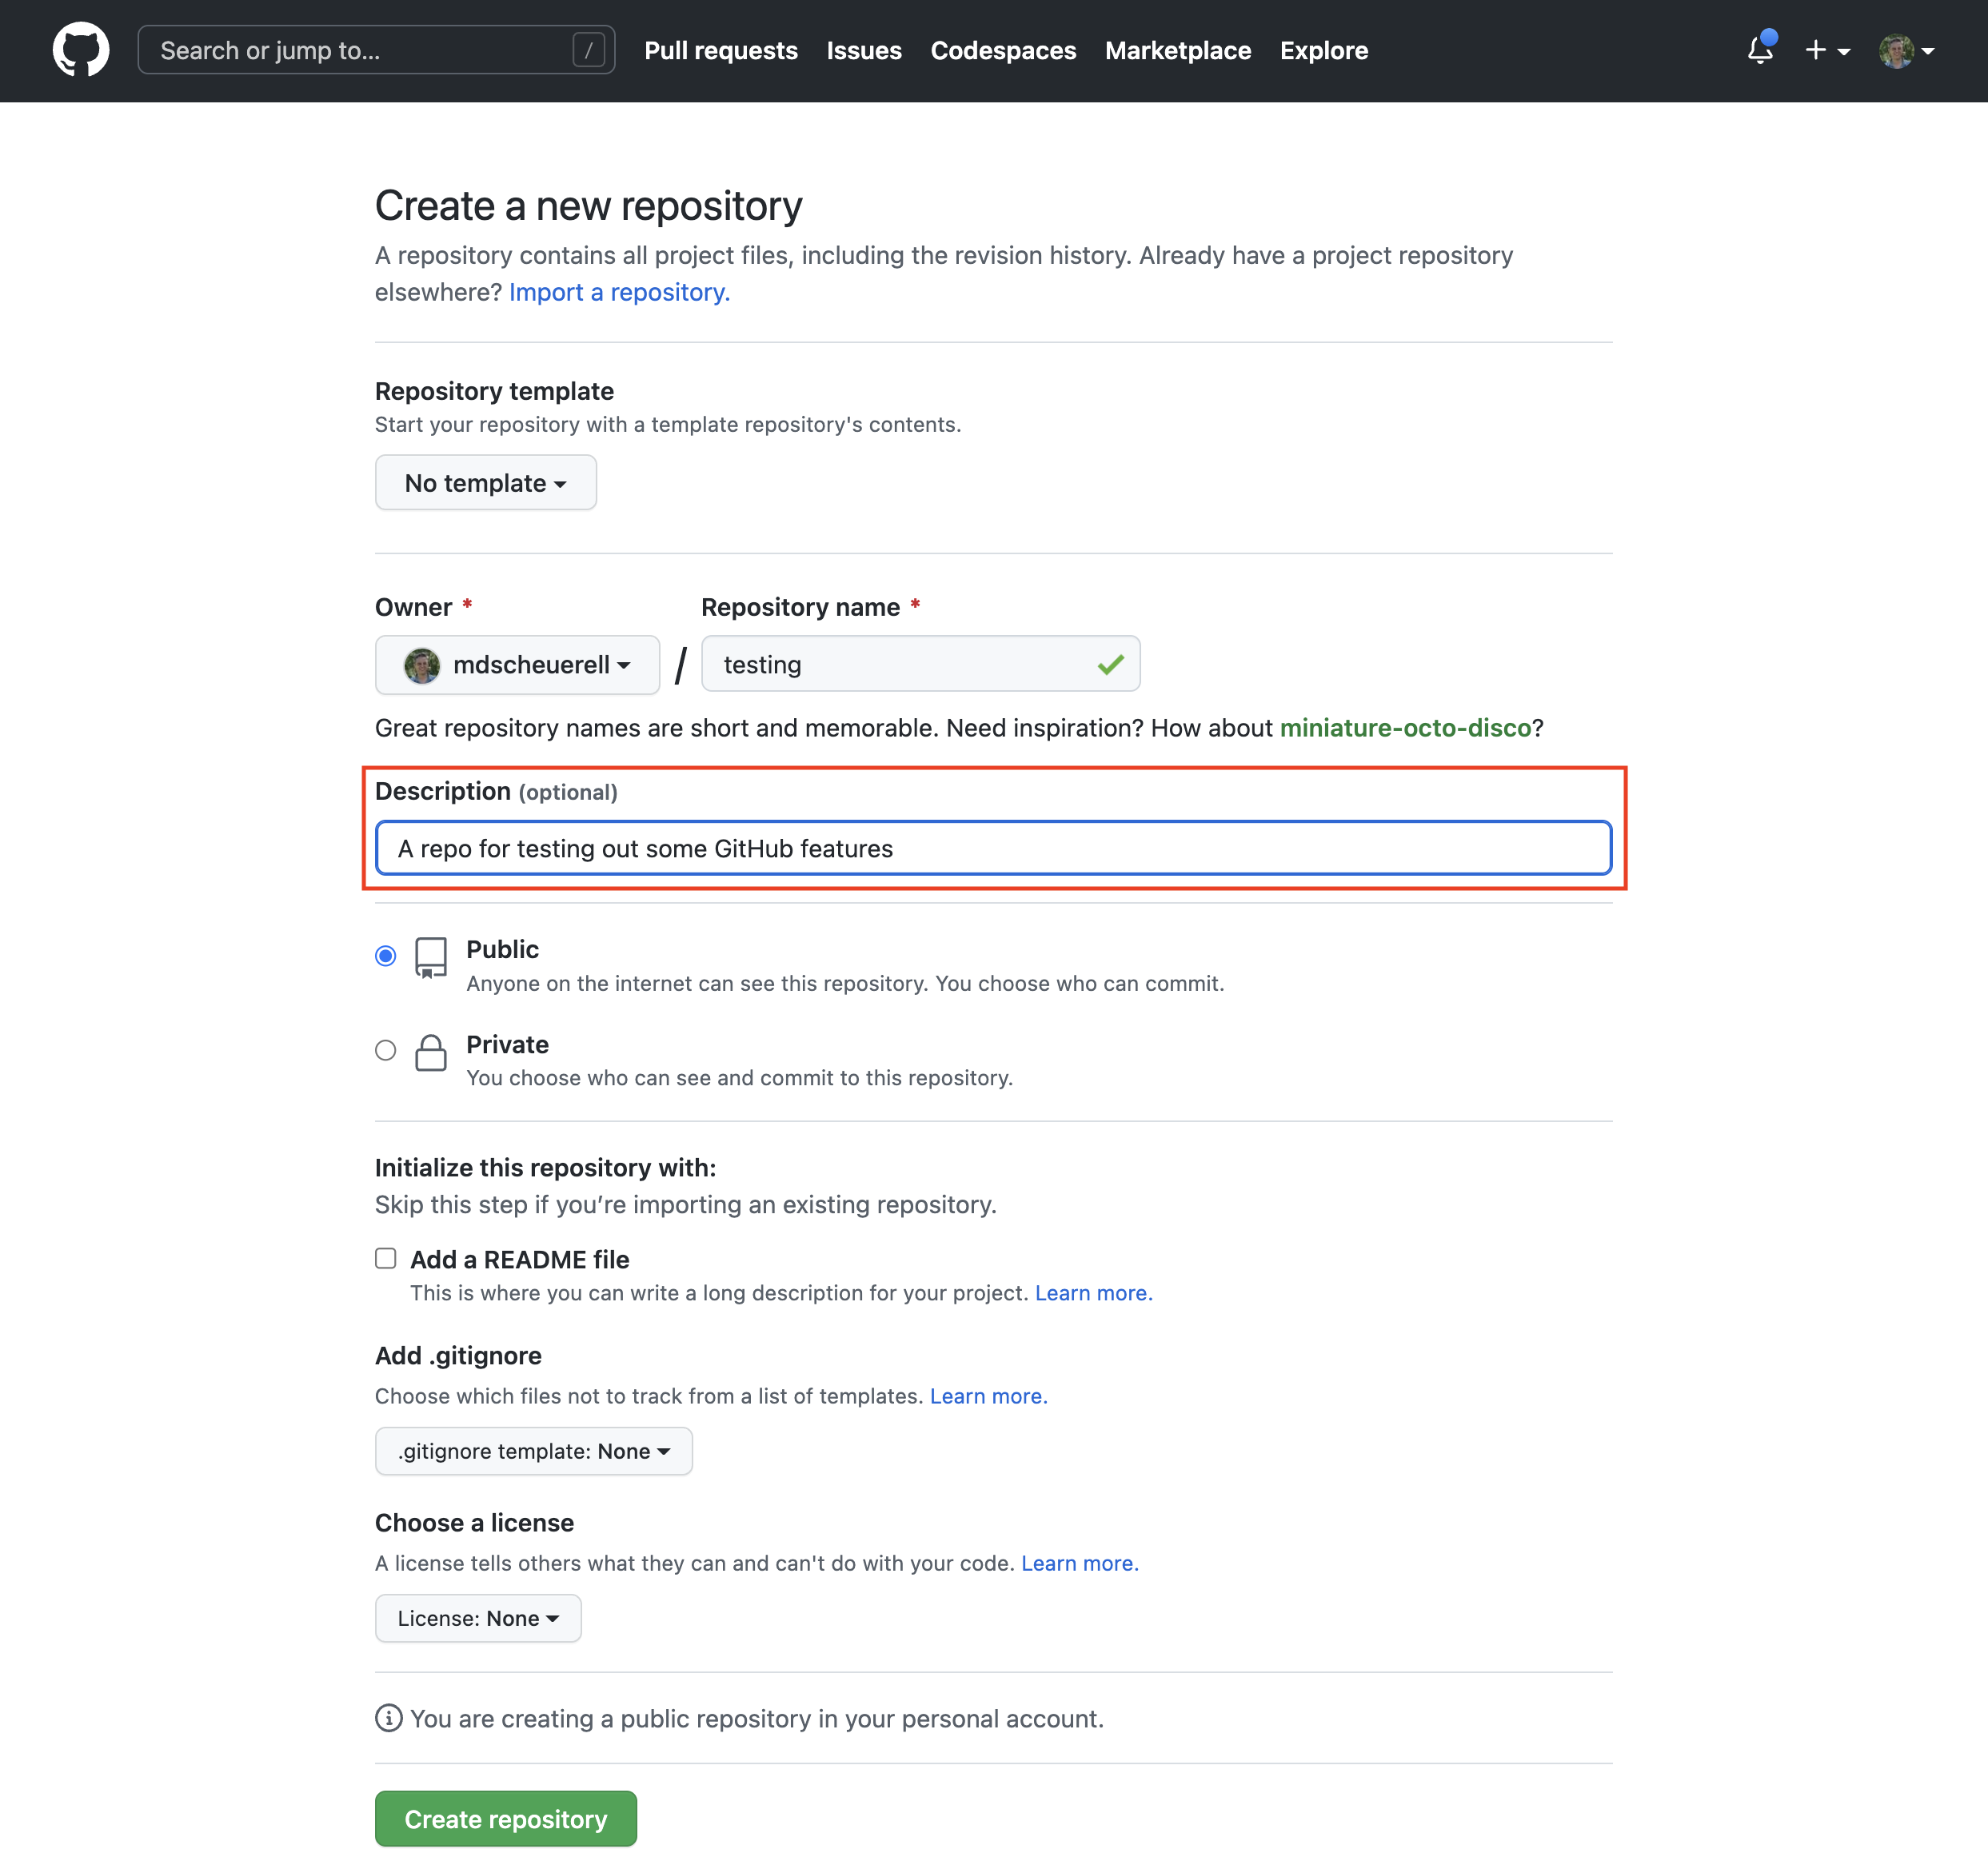 Search or jump to... /
Pull requests Issues Codespaces Marketplace Explore
Create a new repository
A repository contains all project files, including the revision history. Already have a project repository
elsewhere? Import a repository.
Repository template
Start your repository with a template repository's contents.
No template
Owner * Repository name *
mdscheuerell / testing
Great repository names are short and memorable. Need inspiration? How about miniature-octo-disco?
Description (optional)
A repo for testing out some GitHub features
Public
Anyone on the internet can see this repository. You choose who can commit.
Private
You choose who can see and commit to this repository.
Initialize this repository with:
Skip this step if you’re importing an existing repository.
Add a README file
This is where you can write a long description for your project. Learn more.
Add .gitignore
Choose which files not to track from a list of templates. Learn more.
.gitignore template: None
Choose a license
A license tells others what they can and can't do with your code. Learn more.
License: None
You are creating a public repository in your personal account.
Create repository